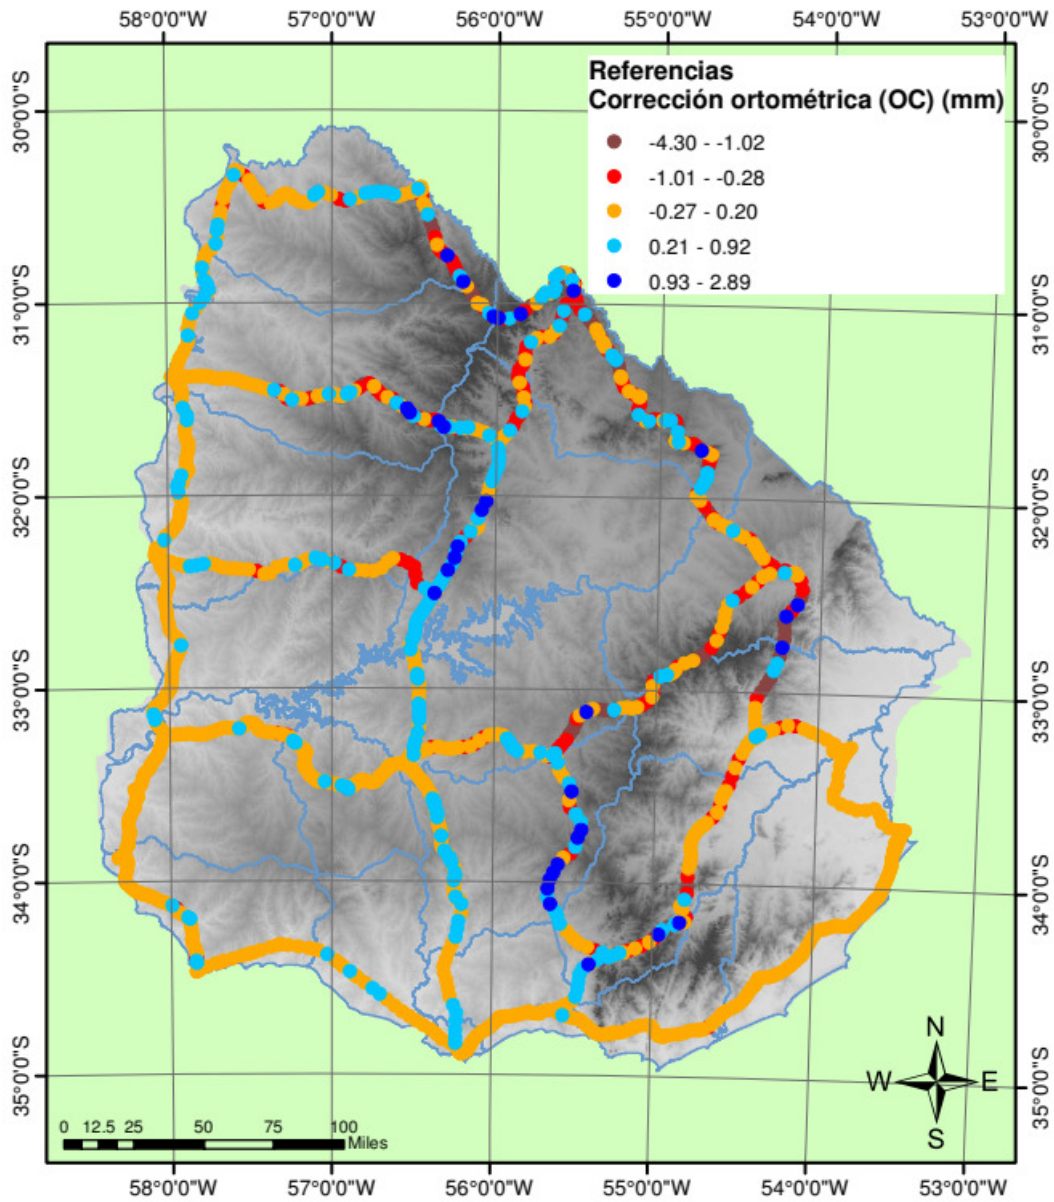 58°0'0"W 57°0'0"W 56°0'0"W 55°0'0"W 54°0'0"W 53°0'0"W
Referencias
Corrección ortométrica (OC) (mm)
-4.30 - -1.02
-1.01 - -0.28
-0.27 - 0.20
0.21 - 0.92
0.93 - 2.89
30°0'0"S
31°0'0"S
32°0'0"S
33°0'0"S
34°0'0"S
35°0'0"S
30°0'0"S
31°0'0"S
32°0'0"S
33°0'0"S
34°0'0"S
35°0'0"S
N
W E
S
0 12.5 25 50 75 100
Miles
58°0'0"W 57°0'0"W 56°0'0"W 55°0'0"W 54°0'0"W 53°0'0"W